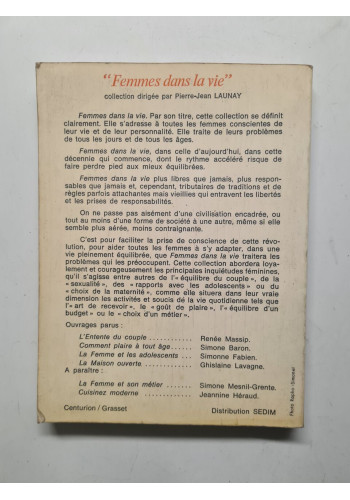 “Femmes dans la vie”
collection dirigée par Pierre-Jean LAUNAY
Femmes dans la vie. Par son titre, cette collection se définit
clairement. Elle s'adresse à toutes les femmes conscientes de
leur vie et de leur personnalité. Elle traite de leurs problèmes
de tous les jours et de tous les âges.
Femmes dans la vie, dans celle d'aujourd'hui, dans cette
décennie qui commence, dont le rythme accéléré risque de
faire perdre pied aux mieux équilibrées.
Femmes dans la vie plus libres que jamais, plus respon-
sables que jamais et, cependant, tributaires de traditions et de
règles parfois attachantes mais vieillies qui entravent les libertés
et les prises de responsabilités.
On ne passe pas aisément d'une civilisation encadrée, ou
tout au moins d'une forme de société à une autre, même si elle
semble plus aérée, moins contraignante.
C'est pour faciliter la prise de conscience de cette révo-
lution, pour aider toutes les femmes à s'y adapter, dans une
vie pleinement équilibrée, que Femmes dans la vie traitera les
problèmes qui les préoccupent. Cette collection abordera loya-
lement et courageusement les principales inquiétudes féminines,
qu'il s'aglsse entre autres de l'« équilibre du couple », de la
« sexualité », des « rapports avec les adolescents » ou du
« choix de la maternité », comme elle situera dans leur vraie
dimension les activités et soucis de la vie quotidienne tels que
l'« art de recevoir », la « goût de plaire », l'« équilibre d'un
budget » ou le « choix d'un métier ».
Ouvrages parus :
L'Entente du couple . . . . . . . . . . . . Renée Massip.
Comment plaire à tout âge . . . . . . Simone Baron.
La Femme et les adolescents . . . Simonne Fabien.
La Maison ouverte . . . . . . . . . . . . . Ghislaine Lavagne.
A paraître :
La Femme et son métier . . . . . . . . Simone Mesnil-Grente.
Cuisinez moderne . . . . . . . . . . . . . . Jeannine Héraud.
Centurion / Grasset
Distribution SEDIM